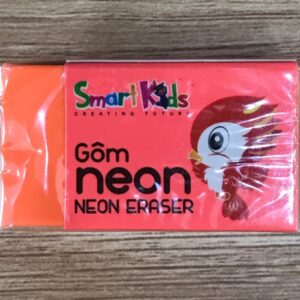 Smart Kids
CREATING FUTURE
Gôm
neon
NEON ERASER